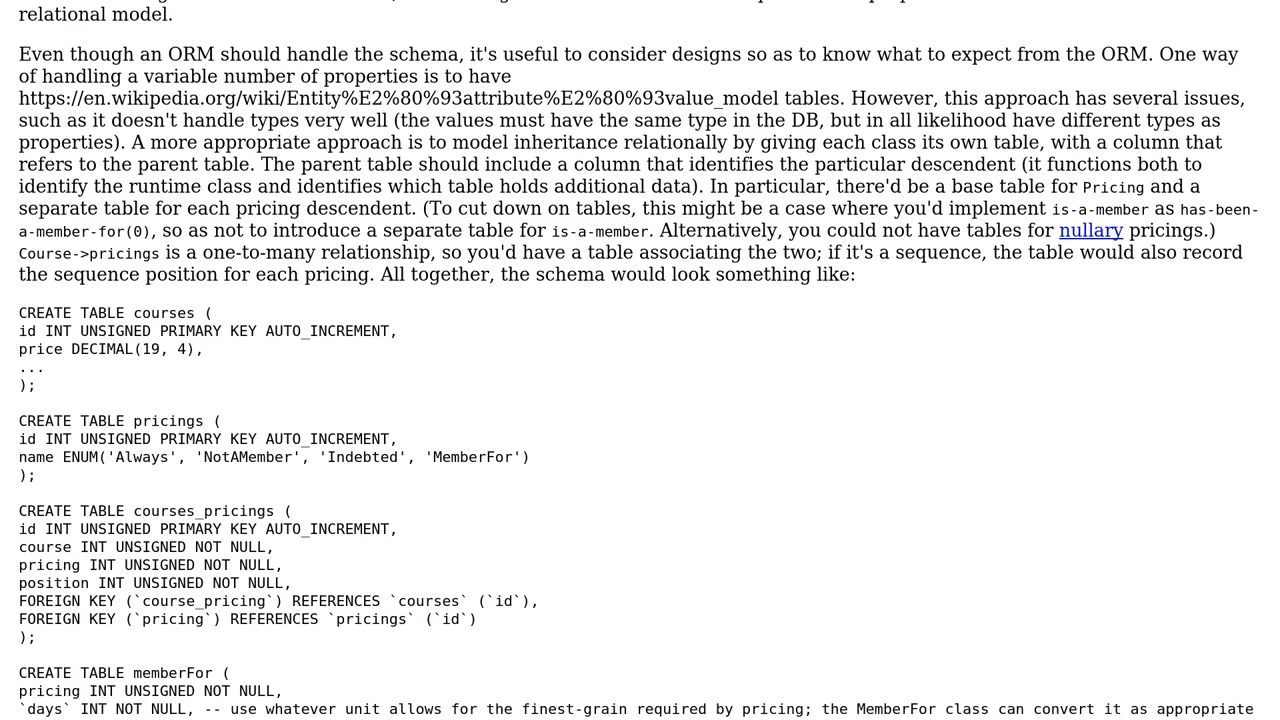 relational model.
Even though an ORM should handle the schema, it's useful to consider designs so as to know what to expect from the ORM. One way
of handling a variable number of properties is to have
https://en.wikipedia.org/wiki/Entity%E2%80%93attribute%E2%80%93value_model tables. However, this approach has several issues,
such as it doesn't handle types very well (the values must have the same type in the DB, but in all likelihood have different types as
properties). A more appropriate approach is to model inheritance relationally by giving each class its own table, with a column that
refers to the parent table. The parent table should include a column that identifies the particular descendent (it functions both to
identify the runtime class and identifies which table holds additional data). In particular, there'd be a base table for Pricing and a
separate table for each pricing descendent. (To cut down on tables, this might be a case where you'd implement is-a-member as has-been-
a-member-for(0), so as not to introduce a separate table for is-a-member. Alternatively, you could not have tables for nullary pricings.)
Course->pricings is a one-to-many relationship, so you'd have a table associating the two; if it's a sequence, the table would also record
the sequence position for each pricing. All together, the schema would look something like:
CREATE TABLE courses (
id INT UNSIGNED PRIMARY KEY AUTO_INCREMENT,
price DECIMAL(19, 4),
...
);
CREATE TABLE pricings (
id INT UNSIGNED PRIMARY KEY AUTO_INCREMENT,
name ENUM('Always', 'NotAMember', 'Indebted', 'MemberFor')
);
CREATE TABLE courses_pricings (
id INT UNSIGNED PRIMARY KEY AUTO_INCREMENT,
course INT UNSIGNED NOT NULL,
pricing INT UNSIGNED NOT NULL,
position INT UNSIGNED NOT NULL,
FOREIGN KEY (`course_pricing`) REFERENCES `courses` (`id`),
FOREIGN KEY (`pricing`) REFERENCES `pricings` (`id`)
);
CREATE TABLE memberFor (
pricing INT UNSIGNED NOT NULL,
`days` INT NOT NULL, -- use whatever unit allows for the finest-grain required by pricing; the MemberFor class can convert it as appropriate